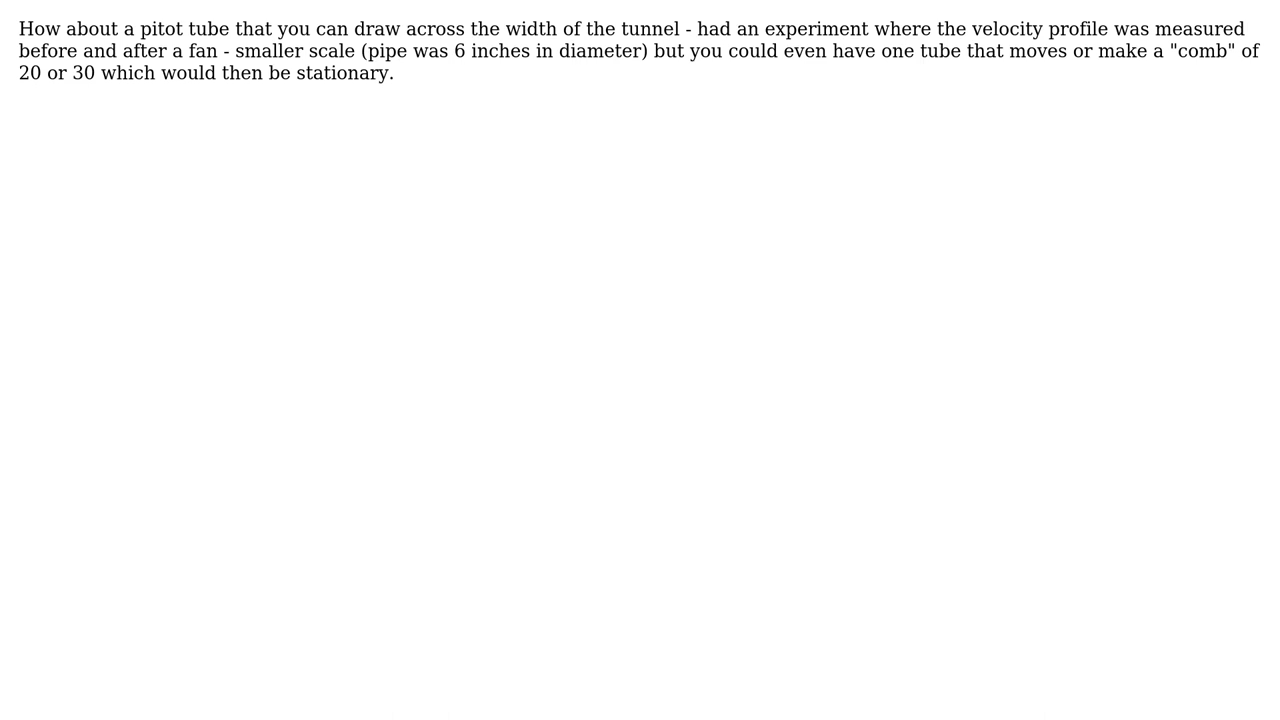 How about a pitot tube that you can draw across the width of the tunnel - had an experiment where the velocity profile was measured
before and after a fan - smaller scale (pipe was 6 inches in diameter) but you could even have one tube that moves or make a "comb" of
20 or 30 which would then be stationary.